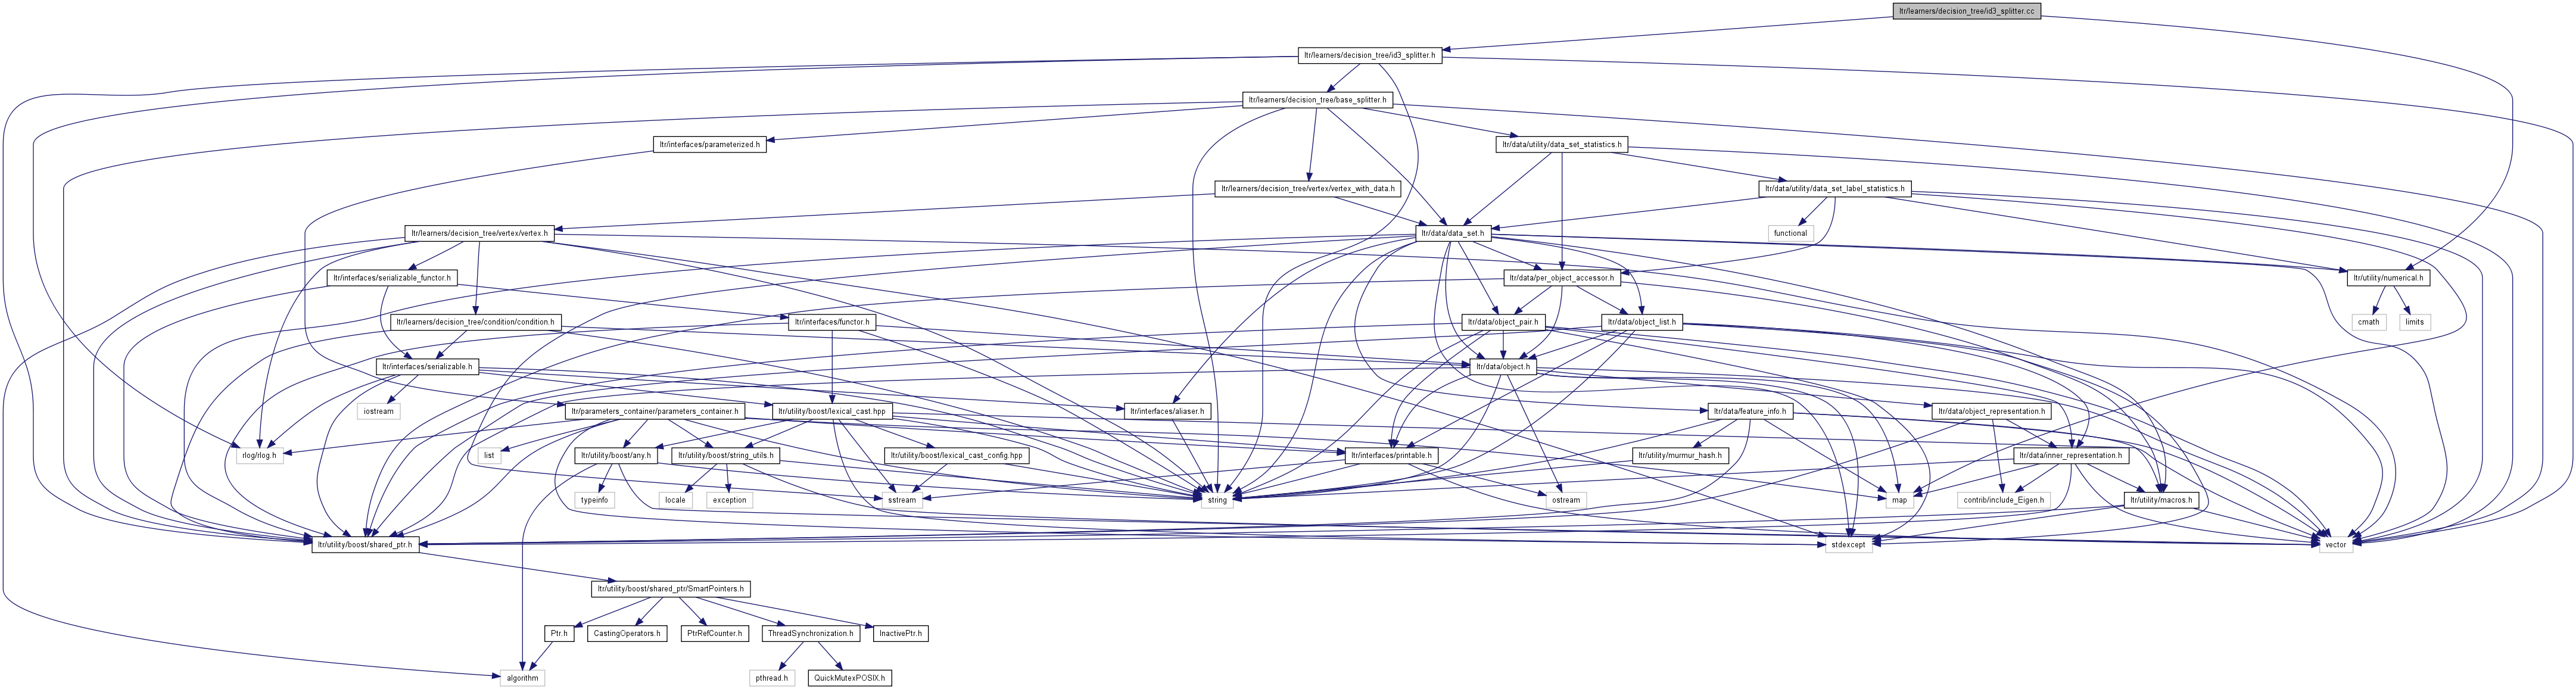 ltr/learners/decision_tree/id3_splitter.cc
ltr/learners/decision_tree/id3_splitter.h
ltr/learners/decision_tree/base_splitter.h
ltr/interfaces/parameterized.h
ltr/data/utility/data_set_statistics.h
ltr/learners/decision_tree/vertex/vertex_with_data.h
ltr/data/utility/data_set_label_statistics.h
ltr/learners/decision_tree/vertex/vertex.h
ltr/data/data_set.h
functional
ltr/interfaces/serializable_functor.h
ltr/data/per_object_accessor.h
ltr/utility/numerical.h
ltr/learners/decision_tree/condition/condition.h
ltr/interfaces/functor.h
ltr/data/object_pair.h
ltr/data/object_list.h
cmath
limits
ltr/interfaces/serializable.h
ltr/data/object.h
iostream
ltr/parameters_container/parameters_container.h
ltr/utility/boost/lexical_cast.hpp
ltr/interfaces/aliaser.h
ltr/data/feature_info.h
ltr/data/object_representation.h
rlog/rlog.h
list
ltr/utility/boost/any.h
ltr/utility/boost/string_utils.h
ltr/utility/boost/lexical_cast_config.hpp
ltr/interfaces/printable.h
ltr/utility/murmur_hash.h
ltr/data/inner_representation.h
typeinfo
locale
exception
sstream
string
ostream
map
contrib/include_Eigen.h
ltr/utility/macros.h
ltr/utility/boost/shared_ptr.h
stdexcept
vector
ltr/utility/boost/shared_ptr/SmartPointers.h
Ptr.h
CastingOperators.h
PtrRefCounter.h
ThreadSynchronization.h
InactivePtr.h
algorithm
pthread.h
QuickMutexPOSIX.h